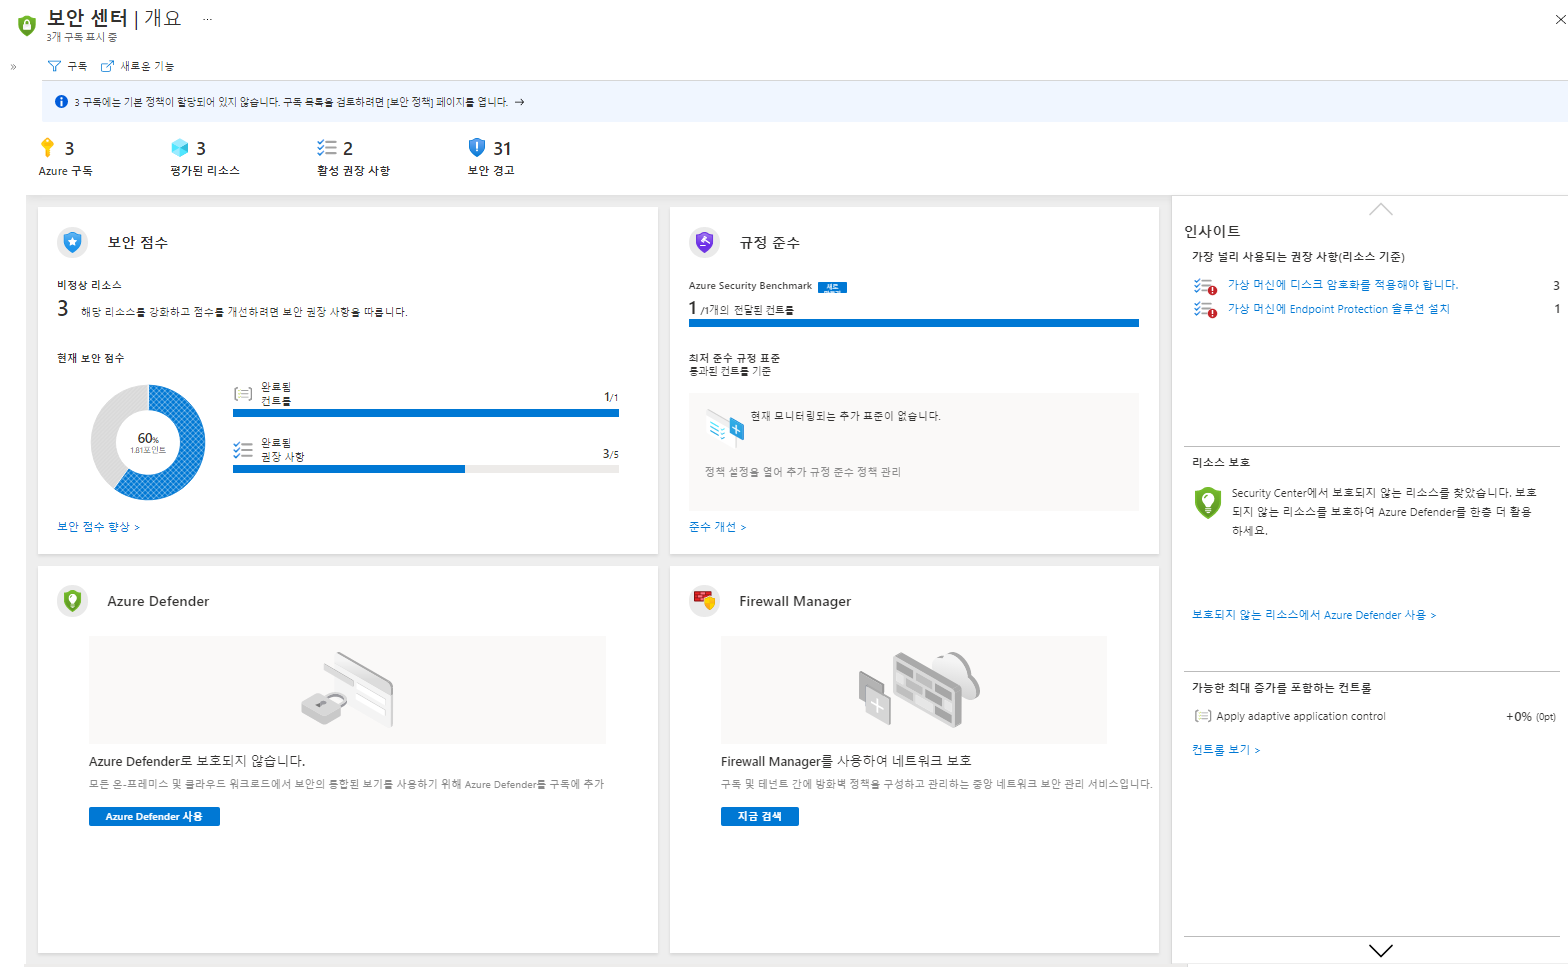 보안 센터 | 개요 ...
3개 구독 표시 중
»
구독 새로운 기능
3 구독에는 기본 정책이 할당되어 있지 않습니다. 구독 목록을 검토하려면 [보안 정책] 페이지를 엽니다. →
3
Azure 구독
3
평가된 리소스
2
활성 권장 사항
31
보안 경고
보안 점수
비정상 리소스
3 해당 리소스를 강화하고 점수를 개선하려면 보안 권장 사항을 따릅니다.
현재 보안 점수
60%
1.81포인트
완료됨
컨트롤
1/1
완료됨
권장 사항
3/5
보안 점수 향상 >
규정 준수
Azure Security Benchmark 새로
1 /1개의 전달된 컨트롤
최저 준수 규정 표준
통과된 컨트롤 기준
현재 모니터링되는 추가 표준이 없습니다.
정책 설정을 열어 추가 규정 준수 정책 관리
준수 개선 >
Azure Defender
Azure Defender로 보호되지 않습니다.
모든 온-프레미스 및 클라우드 워크로드에서 보안의 통합된 보기를 사용하기 위해 Azure Defender를 구독에 추가
Azure Defender 사용
Firewall Manager
Firewall Manager를 사용하여 네트워크 보호
구독 및 테넌트 간에 방화벽 정책을 구성하고 관리하는 중앙 네트워크 보안 관리 서비스입니다.
지금 검색
인사이트
가장 널리 사용되는 권장 사항(리소스 기준)
가상 머신에 디스크 암호화를 적용해야 합니다. 3
가상 머신에 Endpoint Protection 솔루션 설치 1
리소스 보호
Security Center에서 보호되지 않는 리소스를 찾았습니다. 보호
되지 않는 리소스를 보호하여 Azure Defender를 한층 더 활용
하세요.
보호되지 않는 리소스에서 Azure Defender 사용 >
가능한 최대 증가를 포함하는 컨트롤
Apply adaptive application control +0% (0pt)
컨트롤 보기 >